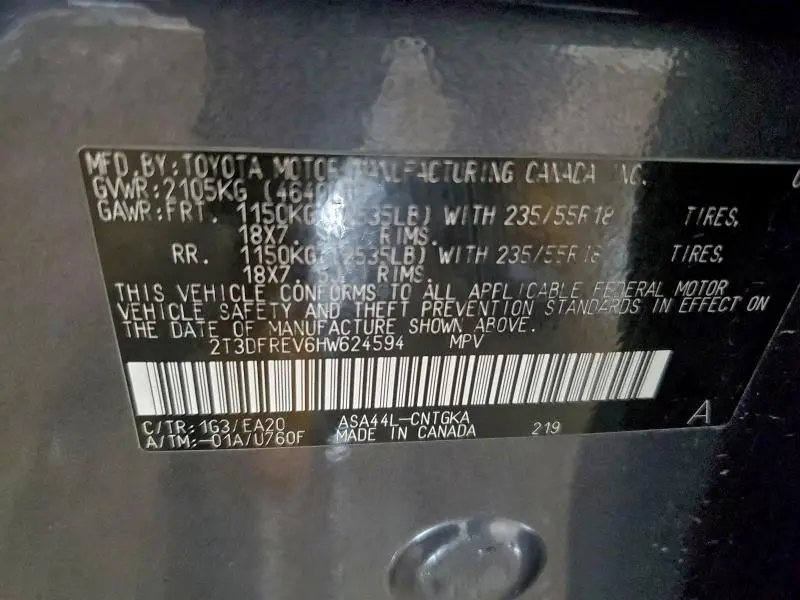 MFD. BY: TOYOTA MOTOR MANUFACTURING CANADA INC.
GVWR: 2105KG
GAWR: FRT. 1150KG (2535LB) WITH 235/55R18 TIRES,
18X7 RIMS.
RR. 1150KG (2535LB) WITH 235/55R18 TIRES,
18X7 RIMS.
THIS VEHICLE CONFORMS TO ALL APPLICABLE FEDERAL MOTOR
VEHICLE SAFETY AND THEFT PREVENTION STANDARDS IN EFFECT ON
THE DATE OF MANUFACTURE SHOWN ABOVE.
2T3DFREV6HW624594 MPV
C/TR: 1G3/EA20 ASA44L-CNTGKA A
A/TM: -01A/U760F MADE IN CANADA 219